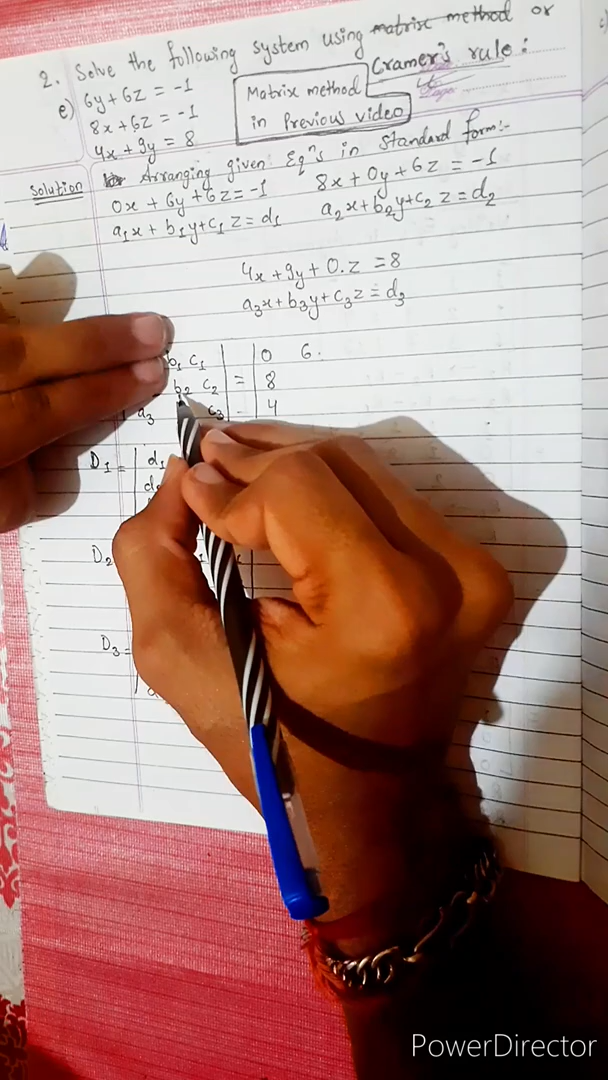 2. Solve the following system using matrix method or
Cramer's rule:
e) 6y + 6z = -1
8x + 6z = -1
4x + 9y = 8
Matrix method
in Previous video
Solution
Arranging given Eqns in standard form:-
0x + 6y + 6z = -1
8x + 0y + 6z = -1
a₁x + b₁y + c₁z = d₁
a₂x + b₂y + c₂z = d₂
4x + 9y + 0.z = 8
a₃x + b₃y + c₃z = d₃
b₁ c₁ | = | 0 6
b₂ c₂ | = | 8
a₃ c₃ | 4
D₁ = | d₁
D₂
D₃ =
PowerDirector